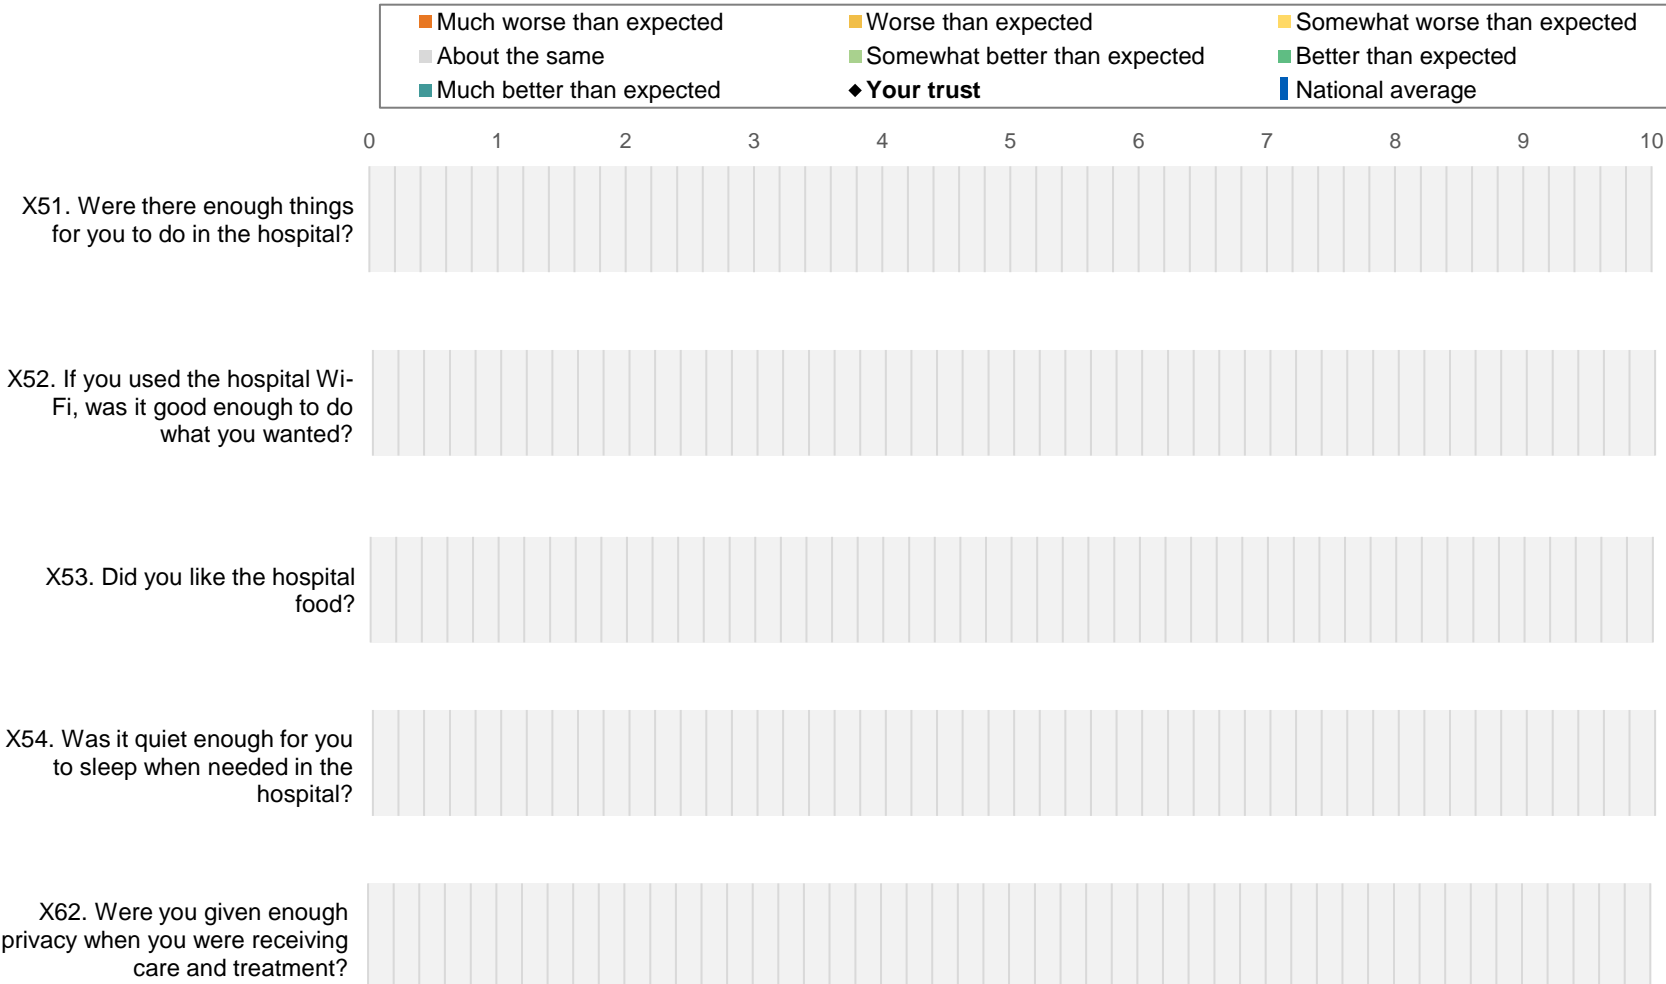 Much worse than expected Worse than expected Somewhat worse than expected
About the same Somewhat better than expected Better than expected
Much better than expected Your trust National average
0 1 2 3 4 5 6 7 8 9 10
X51. Were there enough things
for you to do in the hospital?
X52. If you used the hospital Wi-
Fi, was it good enough to do
what you wanted?
X53. Did you like the hospital
food?
X54. Was it quiet enough for you
to sleep when needed in the
hospital?
X62. Were you given enough
privacy when you were receiving
care and treatment?